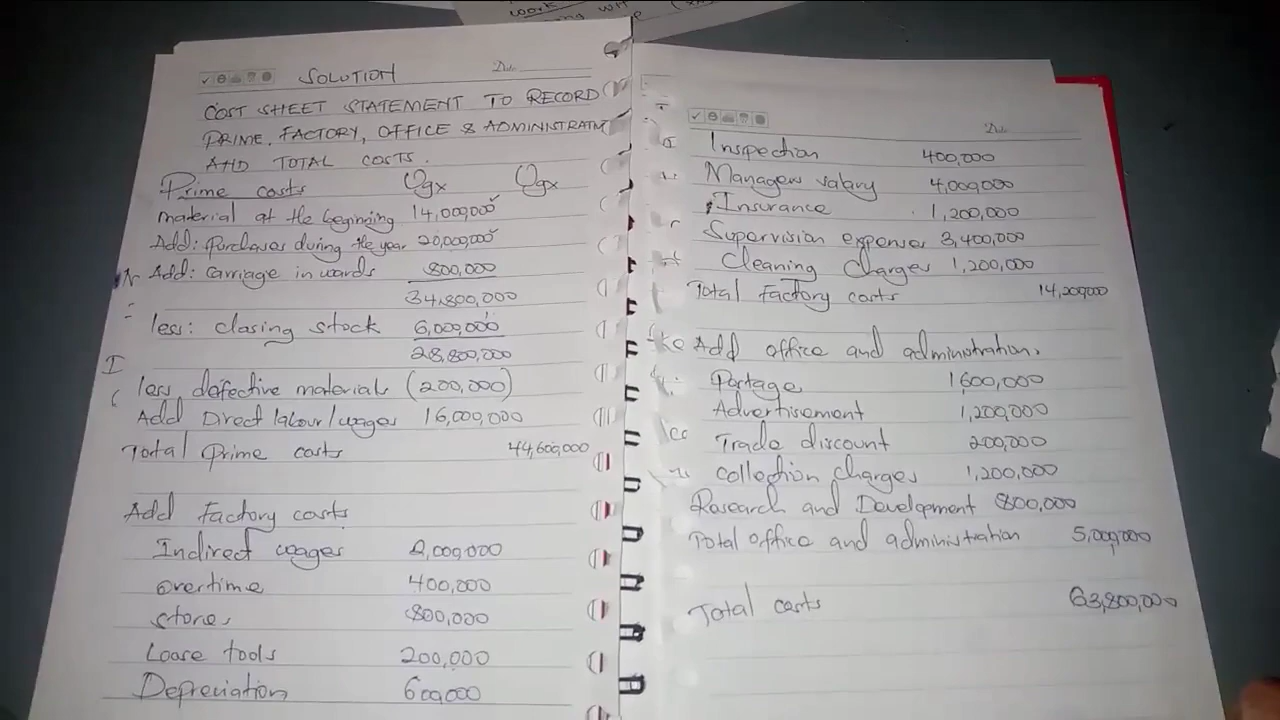 work
SOLUTION
COST SHEET STATEMENT TO RECORD
PRIME, FACTORY, OFFICE & ADMINISTRATN
AND TOTAL COSTS.
Prime costs Ugx Ugx
material at the beginning 14,000,000
Add: purchases during the year 20,000,000
Add: carriage in wards 800,000
34,800,000
less: closing stock 6,000,000
28,800,000
less defective materials (200,000)
Add Direct labour/wages 16,000,000
Total prime costs 44,600,000
Add Factory costs
Indirect wages 2,000,000
overtime 400,000
stores 800,000
Loose tools 200,000
Depreciation 600,000
Inspection 400,000
Managers salary 4,000,000
Insurance 1,200,000
Supervision expenses 3,400,000
Cleaning charges 1,200,000
Total factory costs 14,200,000
Add office and administration.
Portage 1600,000
Advertisement 1,200,000
Trade discount 200,000
Collection charges 1,200,000
Research and Development 800,000
Total office and administration 5,000,000
Total costs 63,800,000